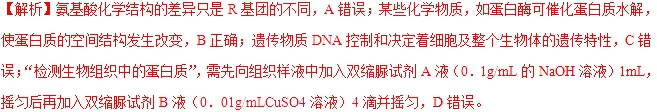 【解析】氨基酸化学结构的差异只是 R 基团的不同，A 错误；某些化学物质，如蛋白酶可催化蛋白质水解，
使蛋白质的空间结构发生改变，B 正确；遗传物质 DNA 控制和决定着细胞及整个生物体的遗传特性，C 错
误；“检测生物组织中的蛋白质”，需先向组织样液中加入双缩脲试剂 A 液（0．1g/mL 的 NaOH 溶液）1mL，
摇匀后再加入双缩脲试剂 B 液（0．01g/mLCuSO4 溶液）4 滴并摇匀，D 错误。